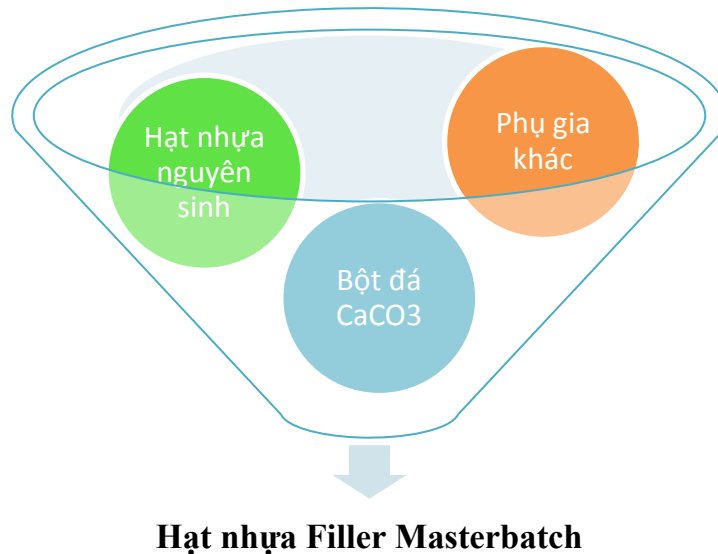 Hạt nhựa
nguyên
sinh
Phụ gia
khác
Bột đá
CaCO3
Hạt nhựa Filler Masterbatch